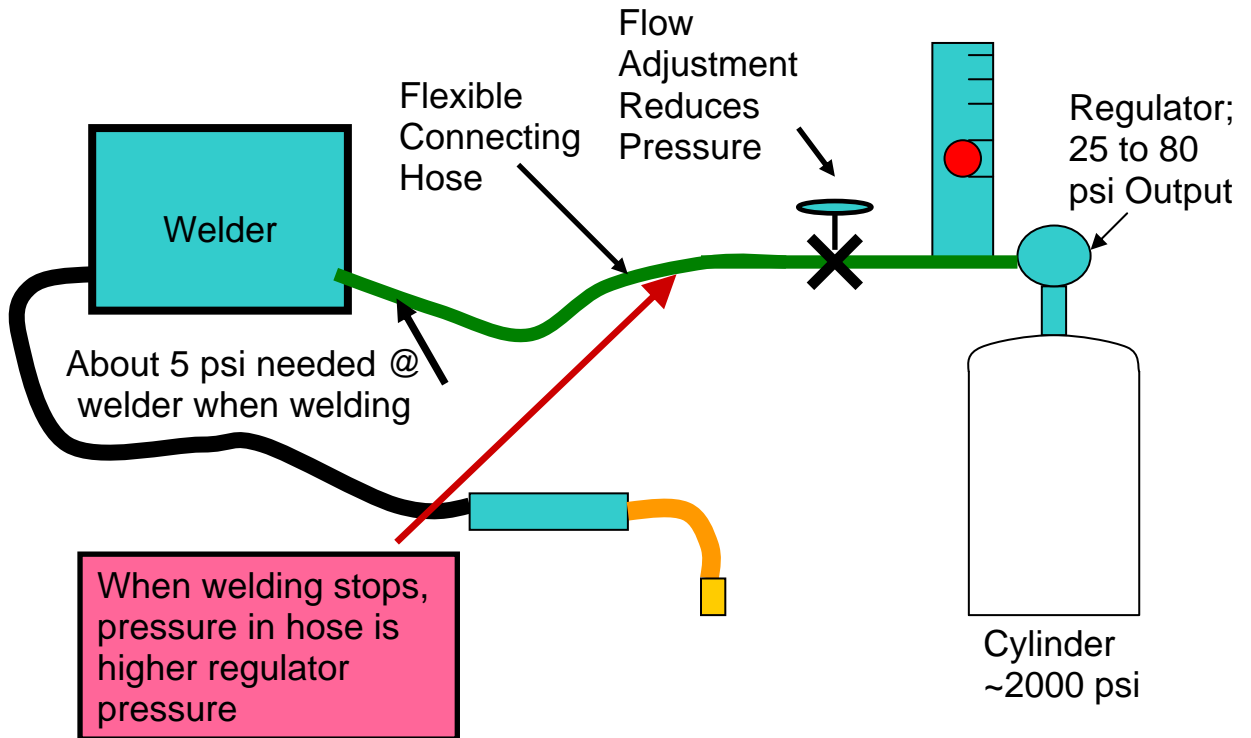 Flow
Adjustment
Reduces
Pressure
Flexible
Connecting
Hose
Regulator;
25 to 80
psi Output
Welder
About 5 psi needed @
welder when welding
When welding stops,
pressure in hose is
higher regulator
pressure
Cylinder
~2000 psi